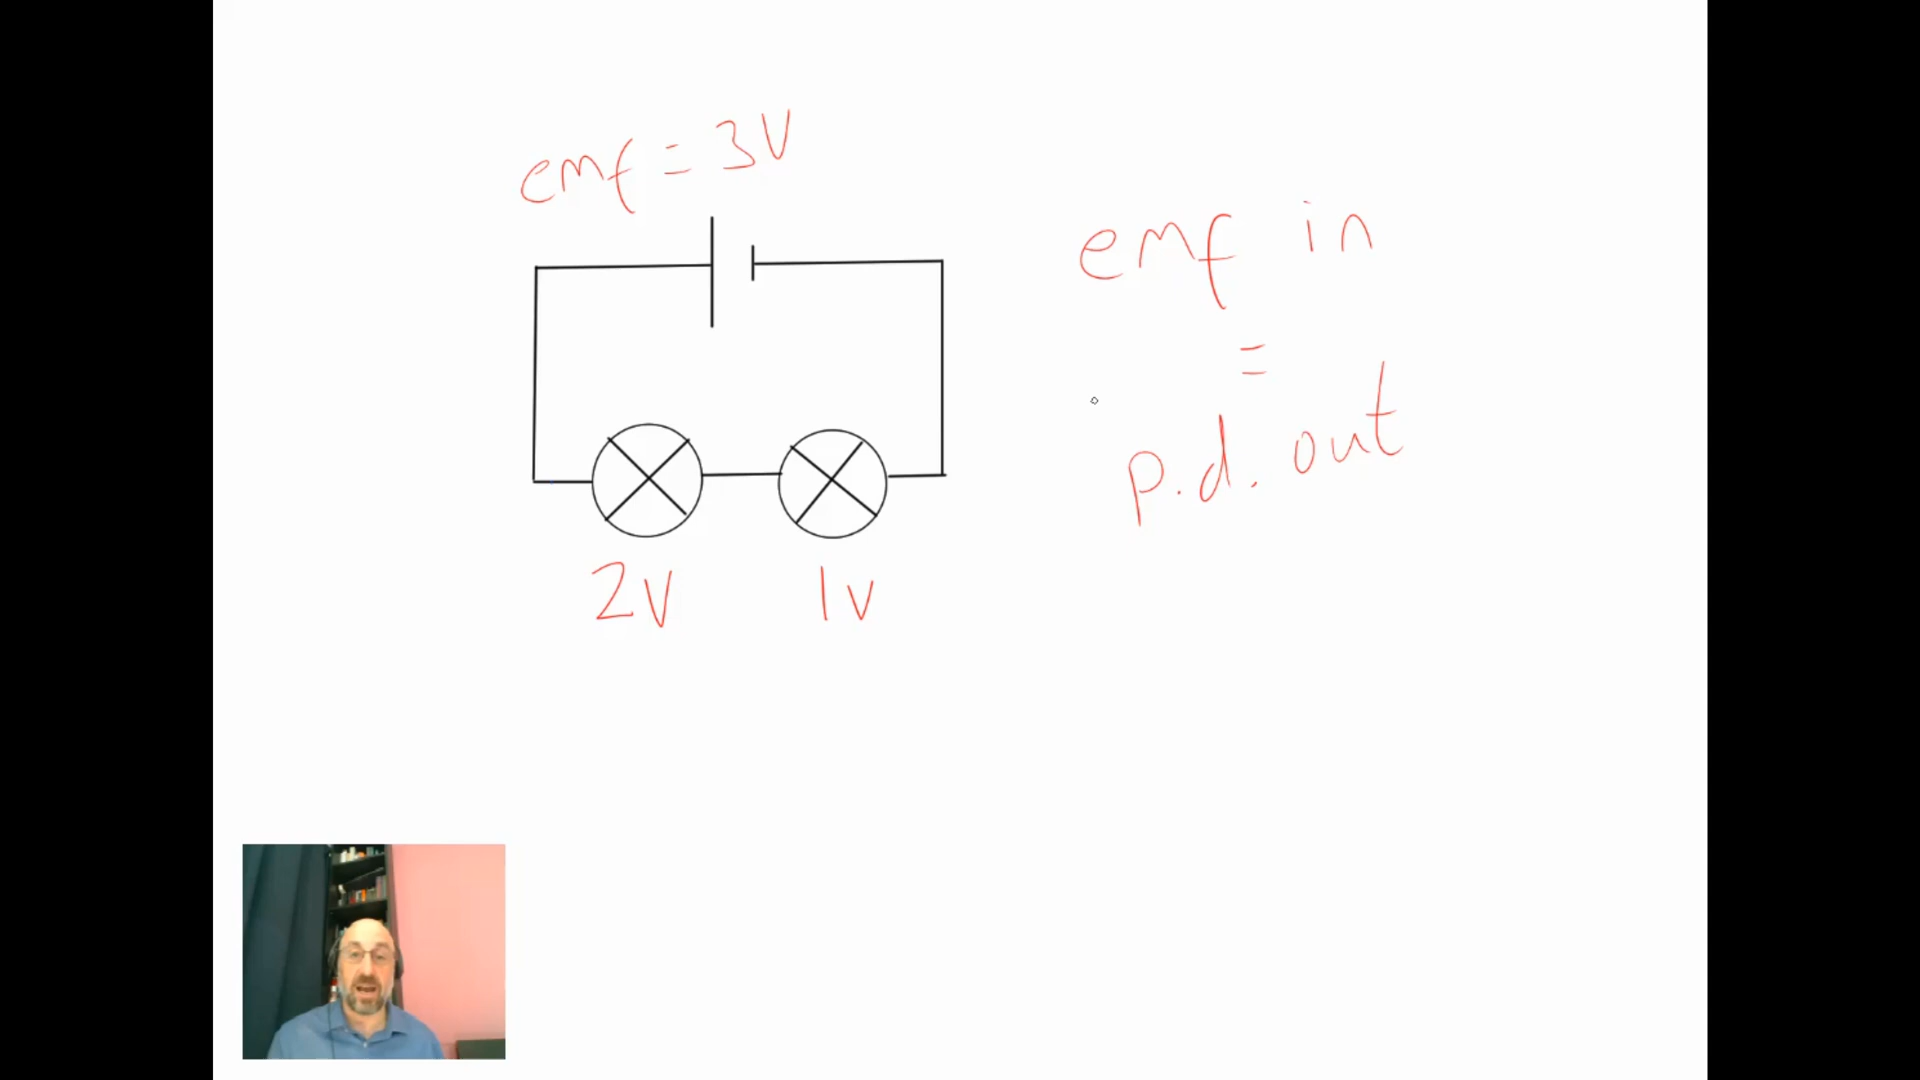 emf = 3V
emf in
=
p.d. out
2V
1V